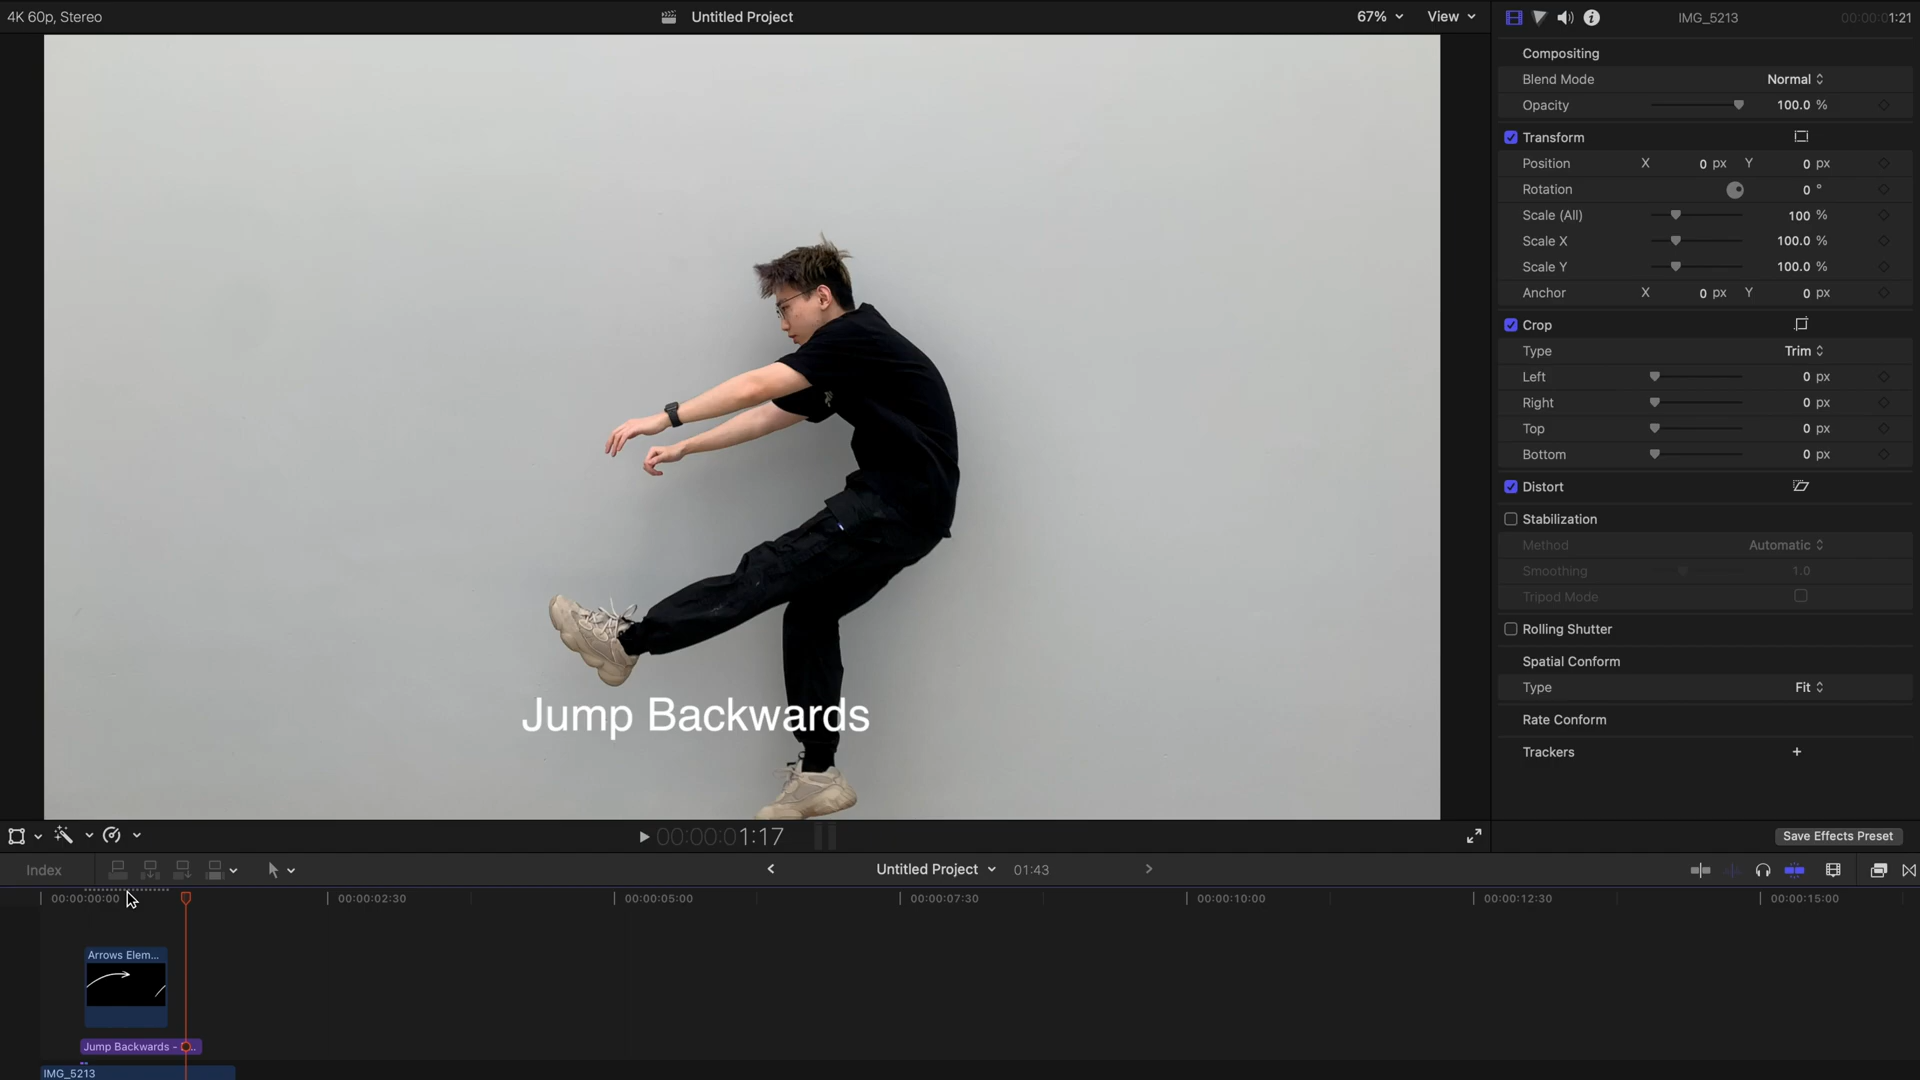 4K 60p, Stereo
Untitled Project
67%
View
IMG_5213
00:00:01:21
Compositing
Blend Mode Normal
Opacity 100.0 %
Transform
Position X 0 px Y 0 px
Rotation 0 °
Scale (All) 100 %
Scale X 100.0 %
Scale Y 100.0 %
Anchor X 0 px Y 0 px
Crop
Type Trim
Left 0 px
Right 0 px
Top 0 px
Bottom 0 px
Distort
Stabilization
Method Automatic
Smoothing 1.0
Tripod Mode
Rolling Shutter
Spatial Conform
Type Fit
Rate Conform
Trackers +
Jump Backwards
00:00:01:17
Save Effects Preset
Index
Untitled Project
01:43
00:00:00:00 00:00:02:30 00:00:05:00 00:00:07:30 00:00:10:00 00:00:12:30 00:00:15:00
Arrows Elem...
Jump Backwards -
IMG_5213